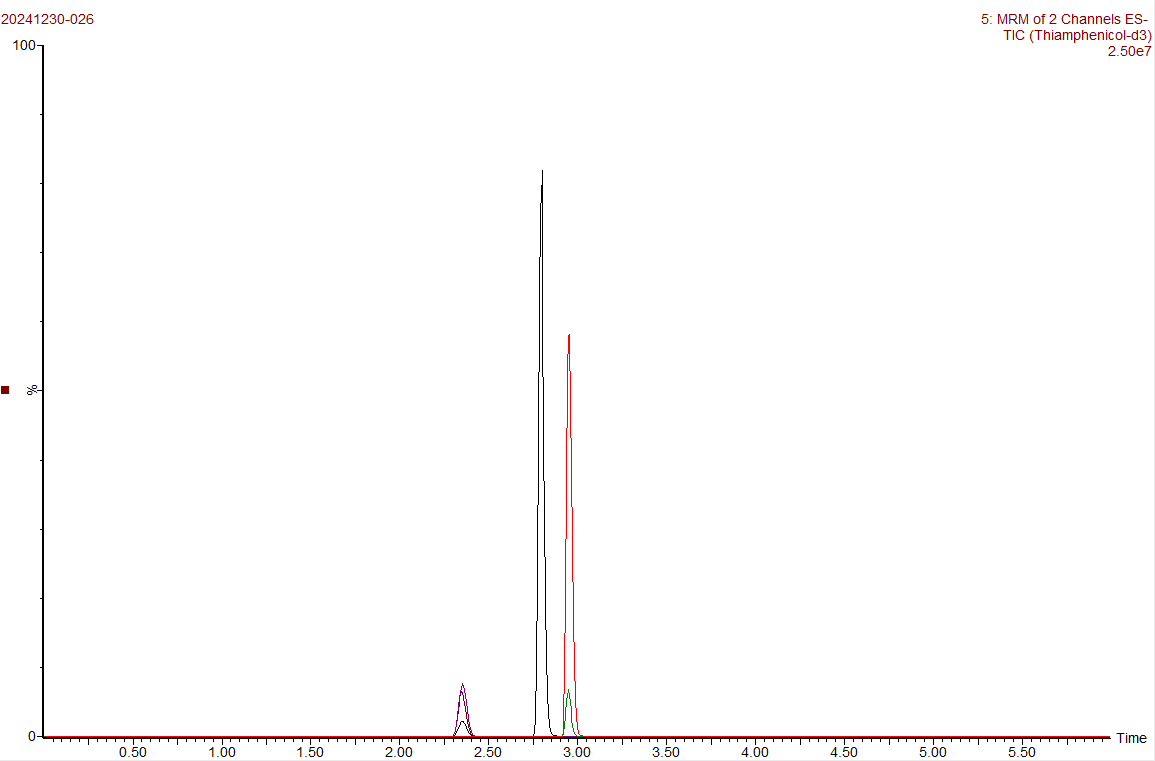 20241230-026
5: MRM of 2 Channels ES-
TIC (Thiamphenicol-d3)
2.50e7
100
%
0
0.50 1.00 1.50 2.00 2.50 3.00 3.50 4.00 4.50 5.00 5.50
Time